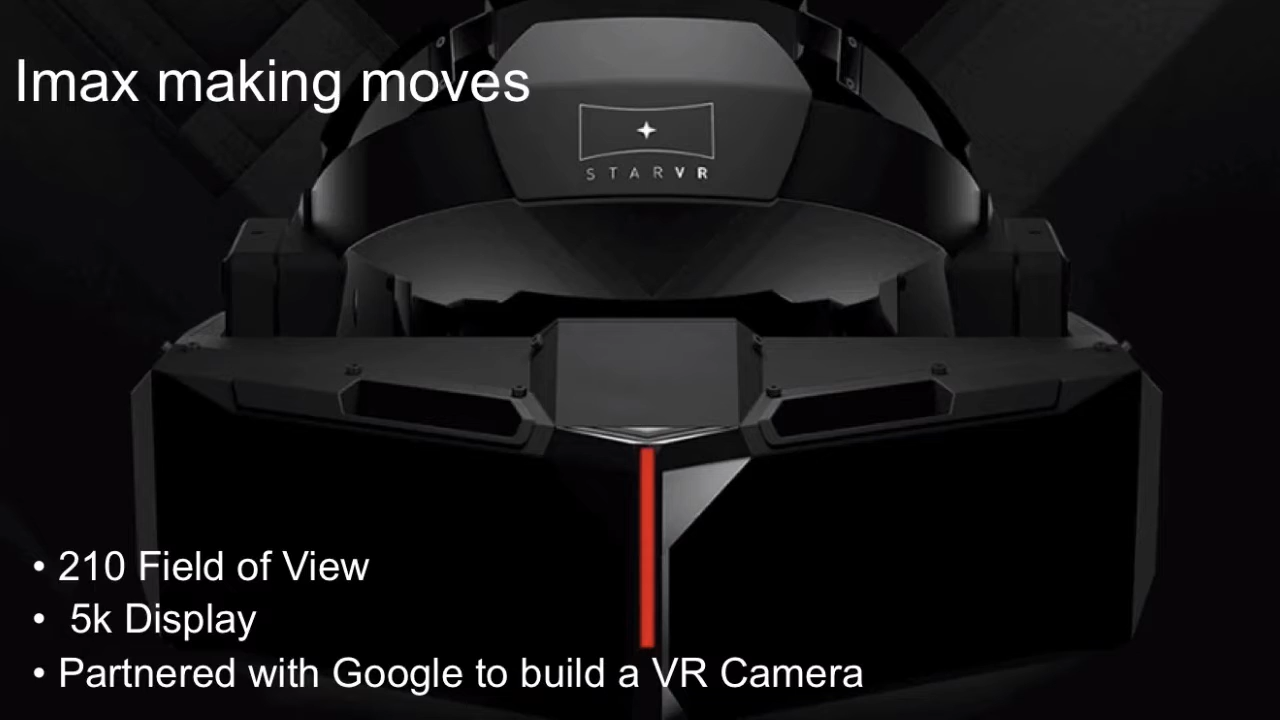 Imax making moves
STARVR
• 210 Field of View
• 5k Display
• Partnered with Google to build a VR Camera